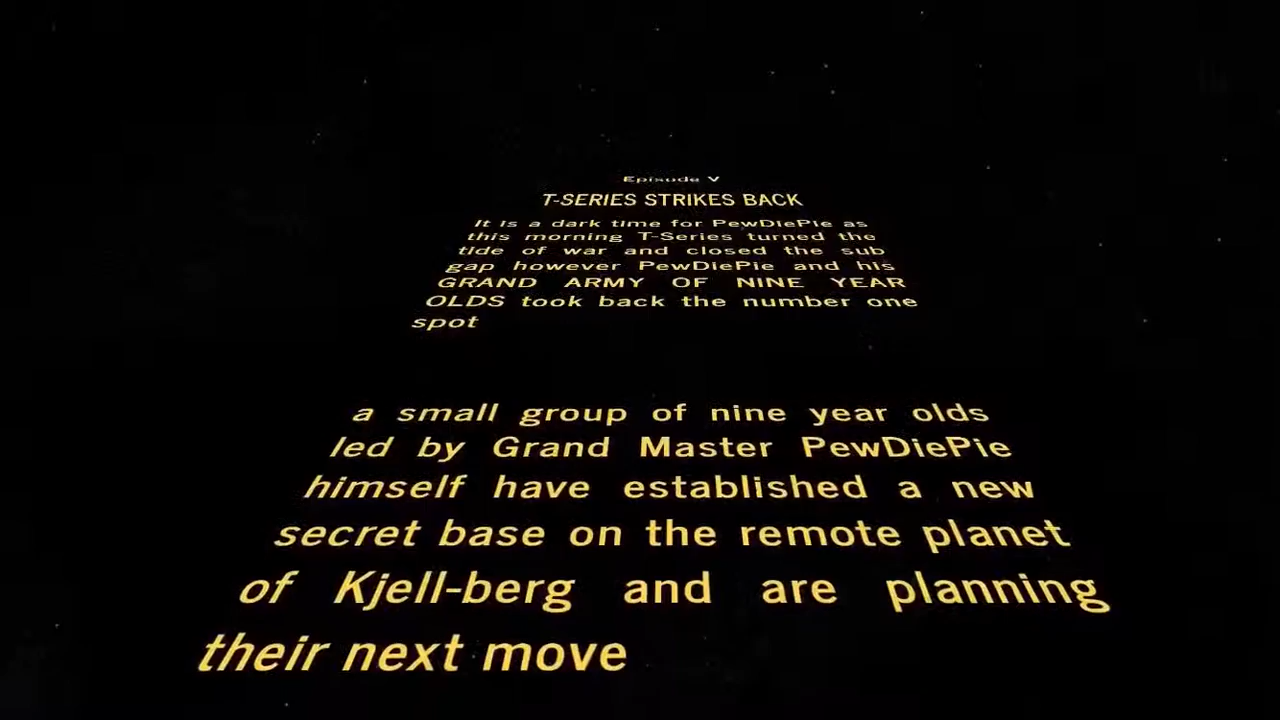 Episode V
T-SERIES STRIKES BACK
It is a dark time for PewDiePie as
this morning T-Series turned the
tide of war and closed the sub
gap however PewDiePie and his
GRAND ARMY OF NINE YEAR
OLDS took back the number one
spot
a small group of nine year olds
led by Grand Master PewDiePie
himself have established a new
secret base on the remote planet
of Kjell-berg and are planning
their next move